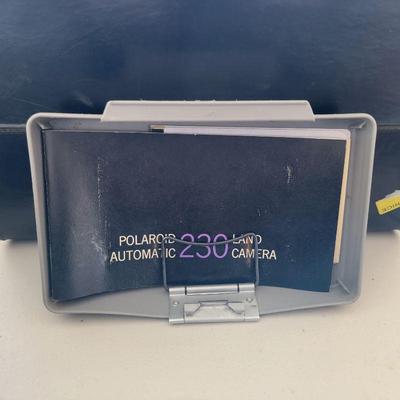 POLAROID 230 LAND
AUTOMATIC CAMERA